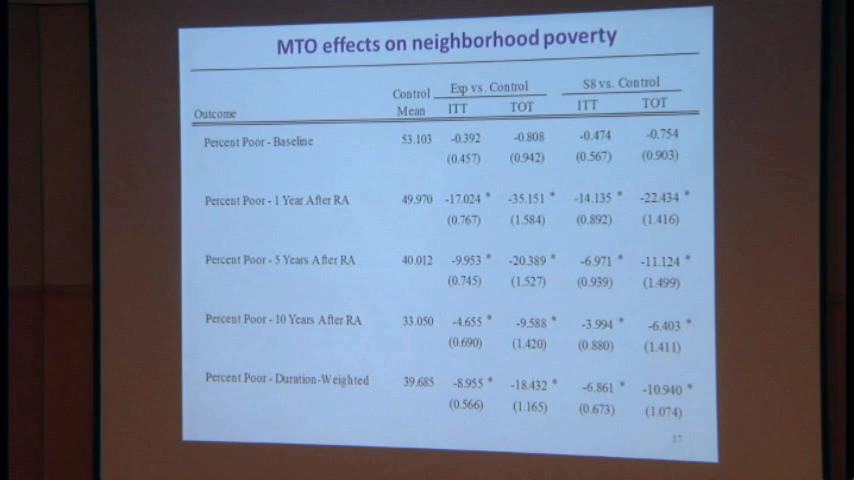 MTO effects on neighborhood poverty
Exp vs. Control S8 vs. Control
Control
Outcome Mean ITT TOT ITT TOT
Percent Poor - Baseline 53.103 -0.392 -0.808 -0.474 -0.754
(0.457) (0.942) (0.567) (0.903)
Percent Poor - 1 Year After RA 49.970 -17.024 * -35.151 * -14.135 * -22.434 *
(0.767) (1.584) (0.892) (1.416)
Percent Poor - 5 Years After RA 40.012 -9.953 * -20.389 * -6.971 * -11.124 *
(0.745) (1.527) (0.939) (1.499)
Percent Poor - 10 Years After RA 33.050 -4.655 * -9.588 * -3.994 * -6.403 *
(0.690) (1.420) (0.880) (1.411)
Percent Poor - Duration-Weighted 39.685 -8.955 * -18.432 * -6.861 * -10.940 *
(0.566) (1.165) (0.673) (1.074)
17